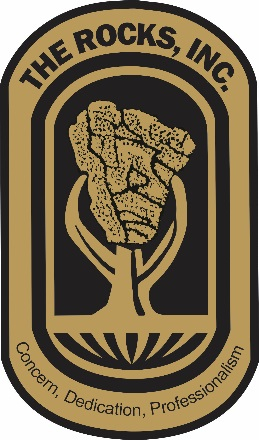 THE ROCKS, INC.
Concern, Dedication, Professionalism